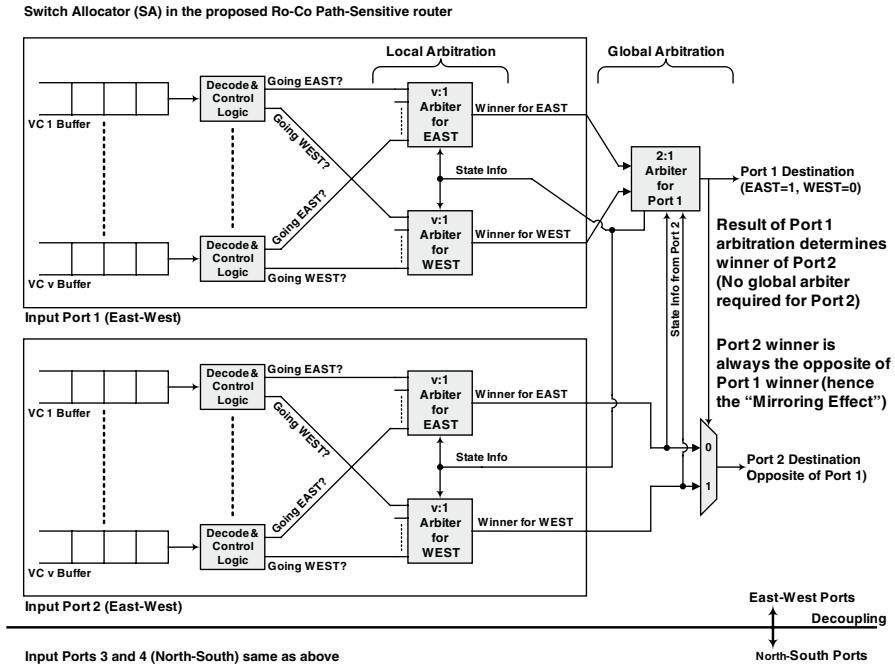 Switch Allocator (SA) in the proposed Ro-Co Path-Sensitive router
Local Arbitration
Global Arbitration
VC 1 Buffer
Decode &
Control
Logic
Going EAST?
Going WEST?
v:1
Arbiter
for
EAST
Winner for EAST
State Info
2:1
Arbiter
for
Port 1
Port 1 Destination
(EAST=1, WEST=0)
VC v Buffer
Decode &
Control
Logic
Going EAST?
Going WEST?
v:1
Arbiter
for
WEST
Winner for WEST
Input Port 1 (East-West)
State Info from Port 2
Result of Port 1
arbitration determines
winner of Port 2
(No global arbiter
required for Port 2)
Port 2 winner is
always the opposite of
Port 1 winner (hence
the “Mirroring Effect”)
VC 1 Buffer
Decode &
Control
Logic
Going EAST?
Going WEST?
v:1
Arbiter
for
EAST
Winner for EAST
State Info
0
1
Port 2 Destination
(Opposite of Port 1)
VC v Buffer
Decode &
Control
Logic
Going EAST?
Going WEST?
v:1
Arbiter
for
WEST
Winner for WEST
Input Port 2 (East-West)
East-West Ports
Decoupling
Input Ports 3 and 4 (North-South) same as above
North-South Ports